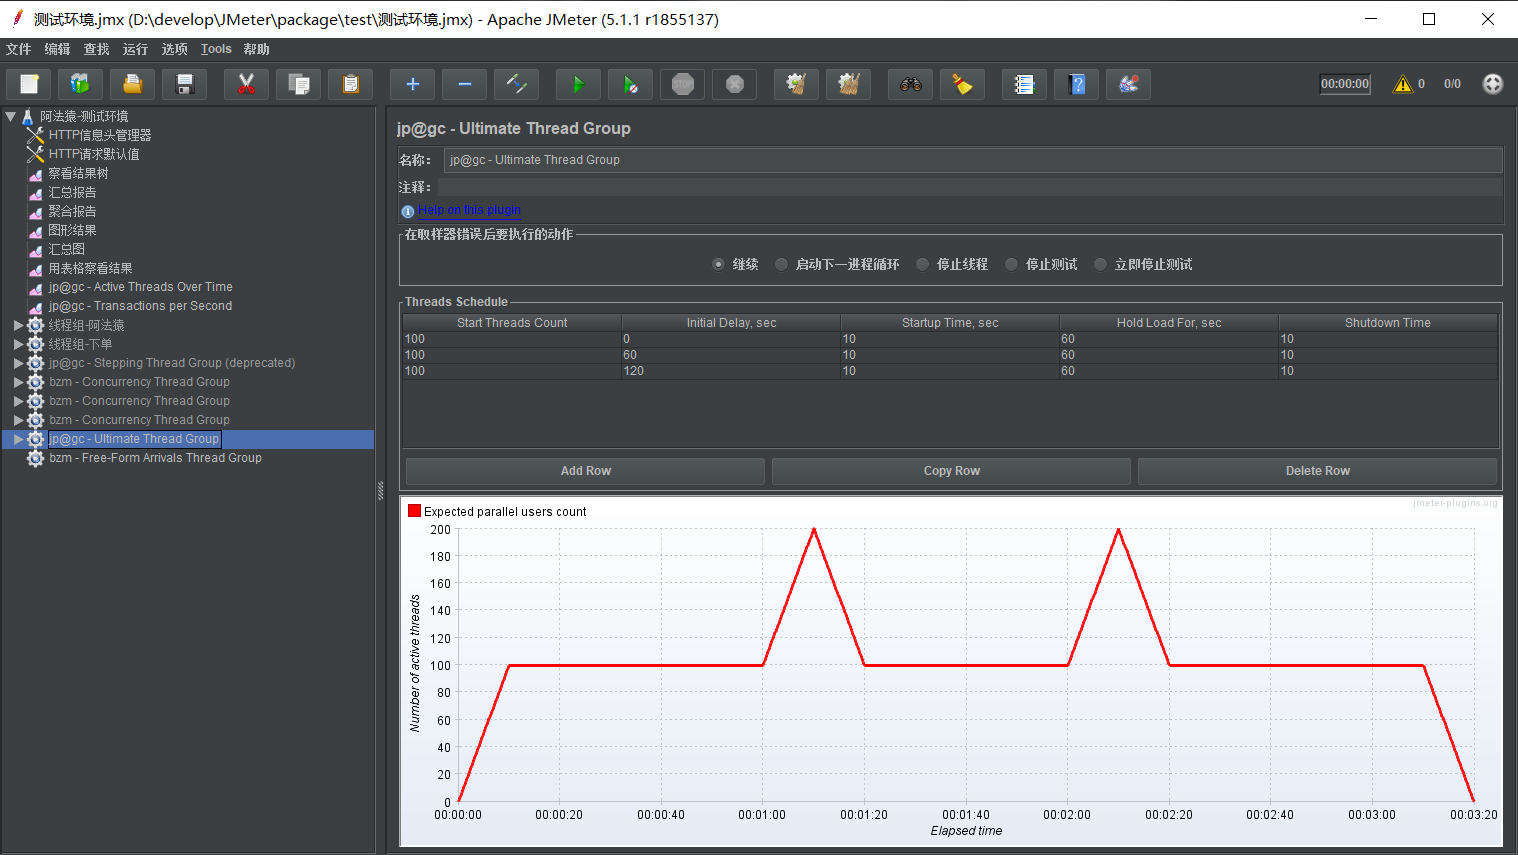 测试环境.jmx (D:\develop\JMeter\package\test\测试环境.jmx) - Apache JMeter (5.1.1 r1855137)
文件 编辑 查找 运行 选项 Tools 帮助
STOP 00:00:00 0 0/0
阿法猿-测试环境
HTTP信息头管理器
HTTP请求默认值
察看结果树
汇总报告
聚合报告
图形结果
汇总图
用表格察看结果
jp@gc - Active Threads Over Time
jp@gc - Transactions per Second
线程组-阿法猿
线程组-下单
jp@gc - Stepping Thread Group (deprecated)
bzm - Concurrency Thread Group
bzm - Concurrency Thread Group
bzm - Concurrency Thread Group
jp@gc - Ultimate Thread Group
bzm - Free-Form Arrivals Thread Group
jp@gc - Ultimate Thread Group
名称： jp@gc - Ultimate Thread Group
注释：
Help on this plugin
在取样器错误后要执行的动作
继续 启动下一进程循环 停止线程 停止测试 立即停止测试
Threads Schedule
Start Threads Count Initial Delay, sec Startup Time, sec Hold Load For, sec Shutdown Time
100 0 10 60 10
100 60 10 60 10
100 120 10 60 10
Add Row Copy Row Delete Row
jmeter-plugins.org
Expected parallel users count
200
180
160
140
120
100
80
60
40
20
0
Number of active threads
00:00:00 00:00:20 00:00:40 00:01:00 00:01:20 00:01:40 00:02:00 00:02:20 00:02:40 00:03:00 00:03:20
Elapsed time